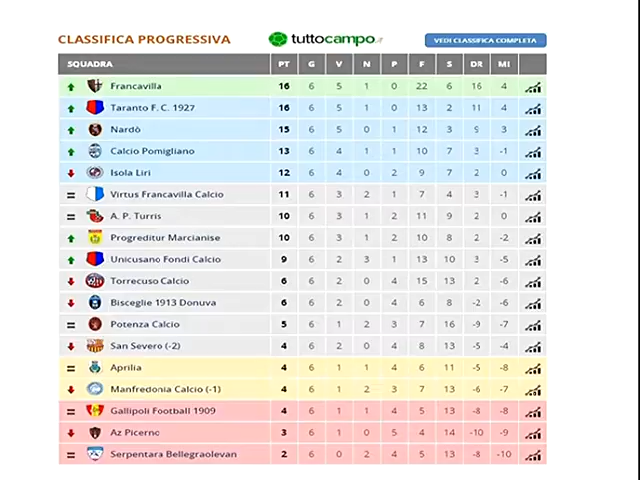 CLASSIFICA PROGRESSIVA tuttocampo.it VEDI CLASSIFICA COMPLETA
SQUADRA PT G V N P F S DR MI
Francavilla 16 6 5 1 0 22 6 16 4
Taranto F. C. 1927 16 6 5 1 0 13 2 11 4
Nardò 15 6 5 0 1 12 3 9 3
Calcio Pomigliano 13 6 4 1 1 10 7 3 -1
Isola Liri 12 6 4 0 2 9 7 2 0
Virtus Francavilla Calcio 11 6 3 2 1 7 4 3 -1
A. P. Turris 10 6 3 1 2 11 9 2 0
Progreditur Marcianise 10 6 3 1 2 10 8 2 -2
Unicusano Fondi Calcio 9 6 2 3 1 13 10 3 -5
Torrecuso Calcio 6 6 2 0 4 15 13 2 -6
Bisceglie 1913 Donuva 6 6 2 0 4 6 8 -2 -6
Potenza Calcio 5 6 1 2 3 7 16 -9 -7
San Severo (-2) 4 6 2 0 4 8 13 -5 -4
Aprilia 4 6 1 1 4 6 11 -5 -8
Manfredonia Calcio (-1) 4 6 1 2 3 7 13 -6 -7
Gallipoli Football 1909 4 6 1 1 4 5 13 -8 -8
Az Picerno 3 6 1 0 5 4 14 -10 -9
Serpentara Bellegraolevan 2 6 0 2 4 5 13 -8 -10